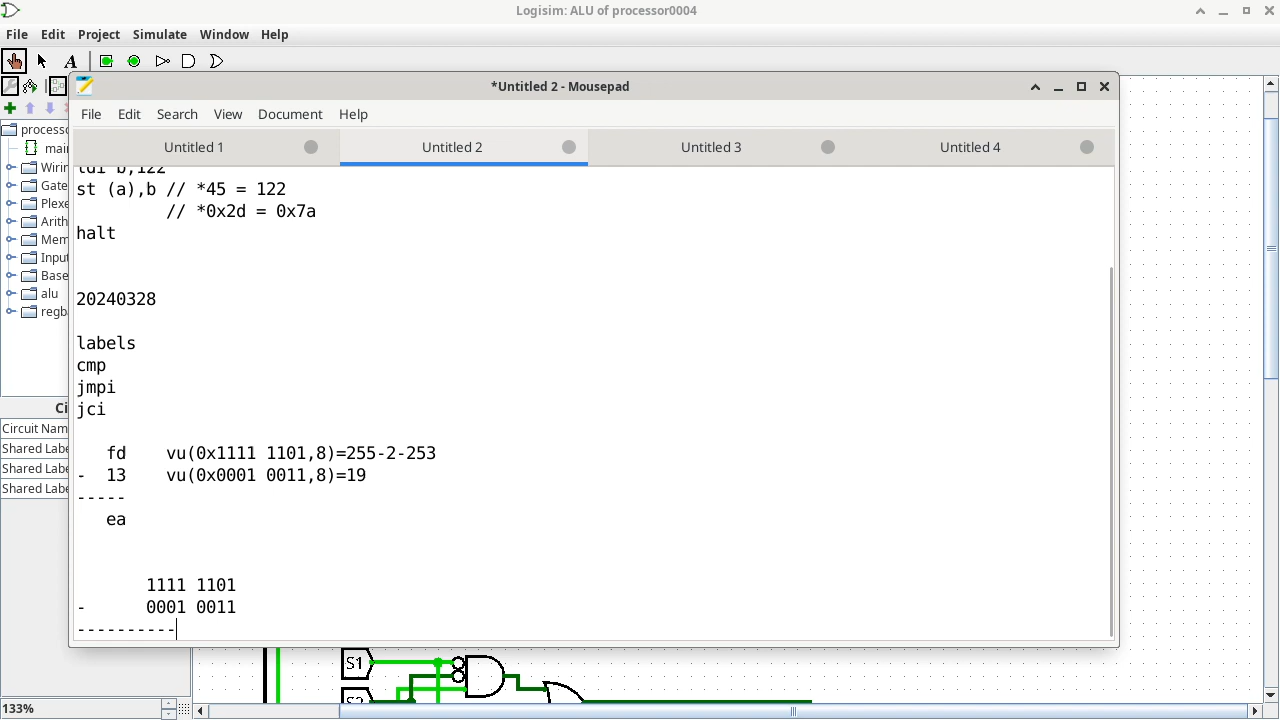 Logisim: ALU of processor0004
File Edit Project Simulate Window Help
A
*Untitled 2 - Mousepad
File Edit Search View Document Help
Untitled 1 Untitled 2 Untitled 3 Untitled 4
processo
main
Wirin
Gate
Plexe
Arith
Mem
Input
Base
alu
regb
Ci
Circuit Nam
Shared Labe
Shared Labe
Shared Labe
133%
ldi b,122
st (a),b // *45 = 122
// *0x2d = 0x7a
halt
20240328
labels
cmp
jmpi
jci
fd vu(0x1111 1101,8)=255-2-253
- 13 vu(0x0001 0011,8)=19
-----
ea
1111 1101
- 0001 0011
----------
S1
S2